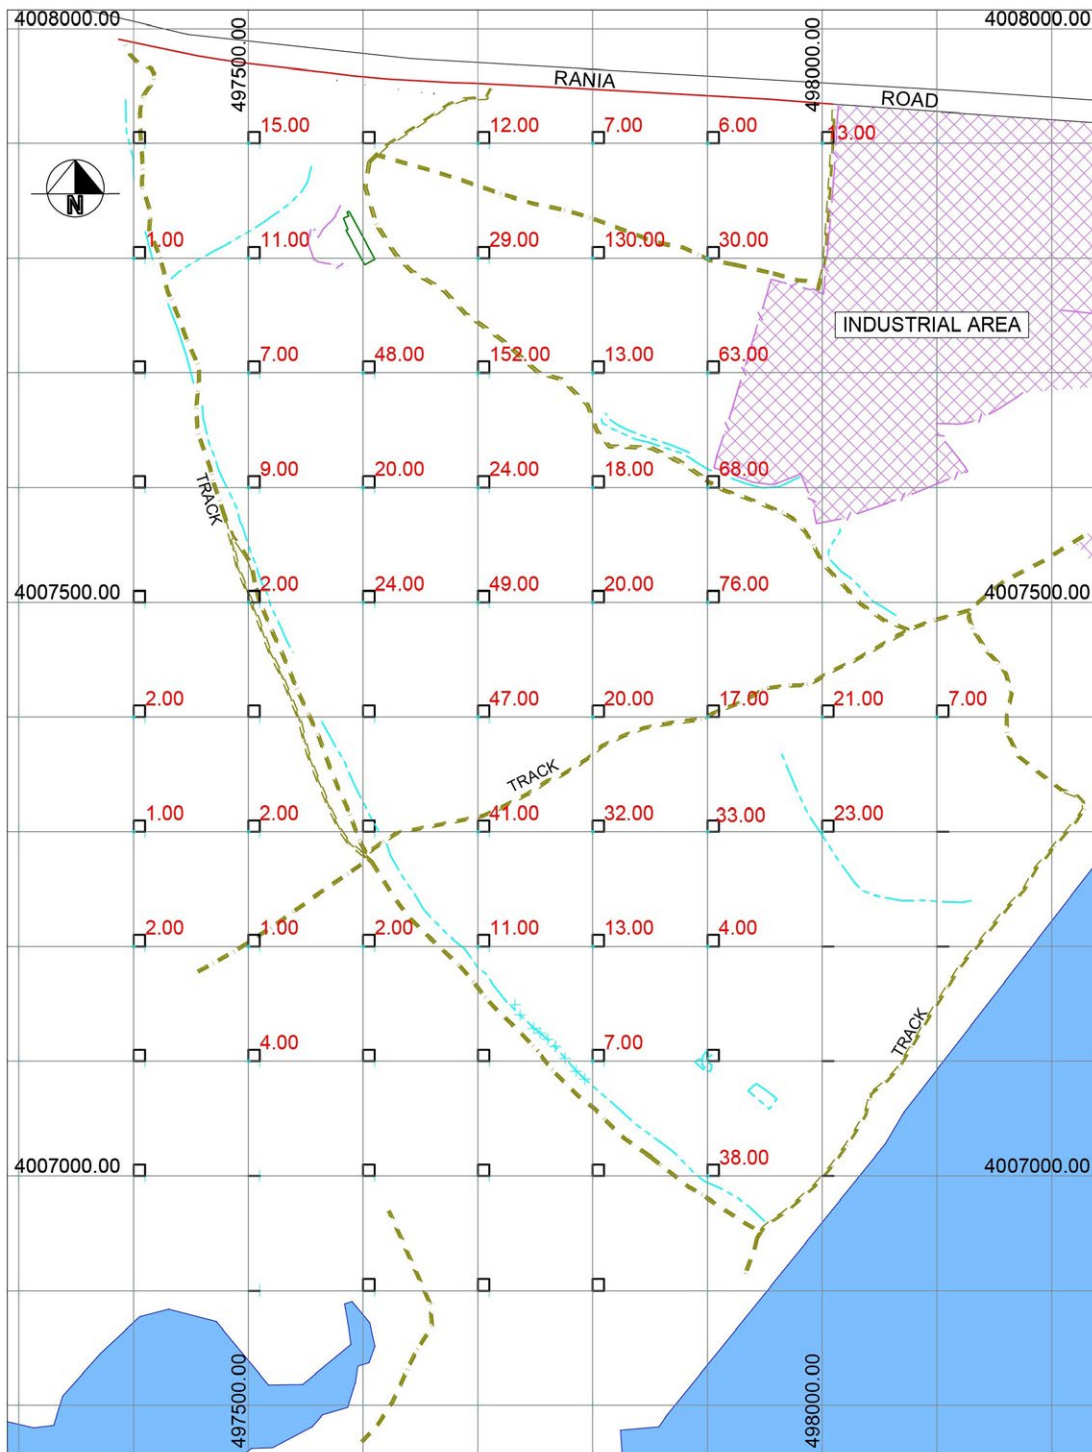 4008000.00 497500.00 498000.00 4008000.00
RANIA
ROAD
15.00 12.00 7.00 6.00 13.00
N
1.00 11.00 29.00 130.00 30.00
INDUSTRIAL AREA
7.00 48.00 152.00 13.00 63.00
9.00 20.00 24.00 18.00 68.00
TRACK
4007500.00 2.00 24.00 49.00 20.00 76.00 4007500.00
2.00 47.00 20.00 17.00 21.00 7.00
TRACK
1.00 2.00 41.00 32.00 33.00 23.00
2.00 1.00 2.00 11.00 13.00 4.00
TRACK
4.00 7.00
4007000.00 38.00 4007000.00
497500.00 498000.00